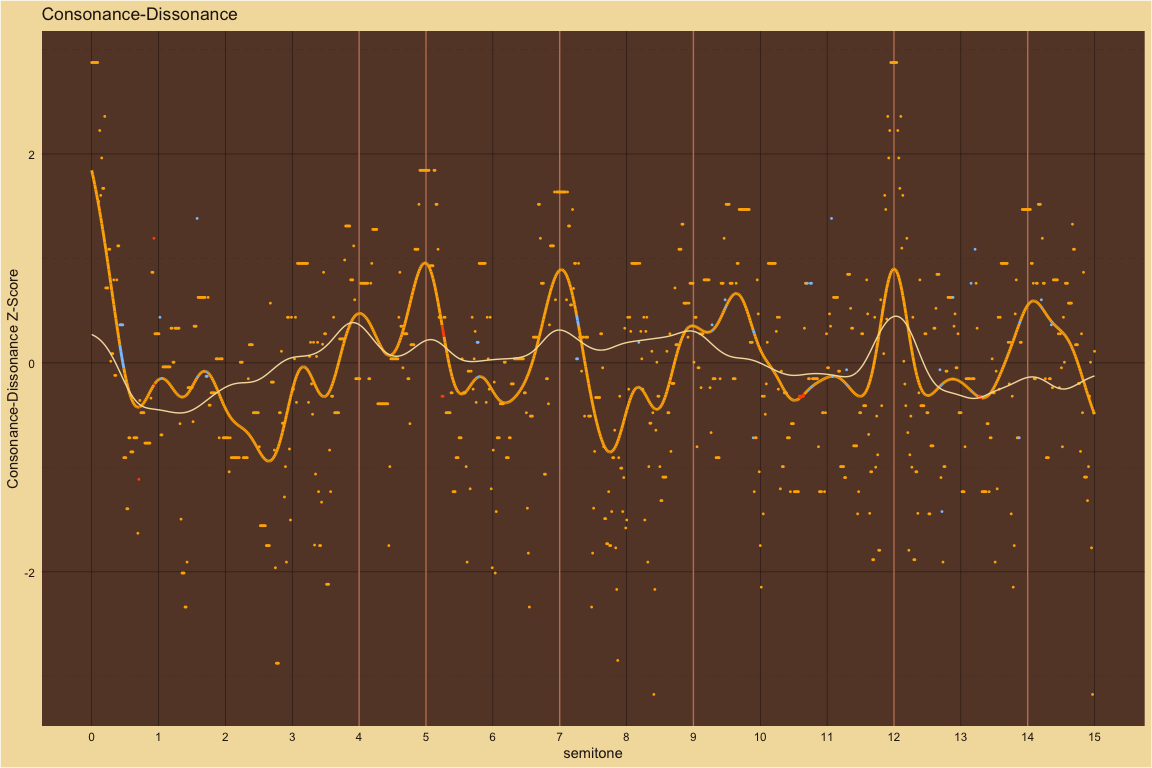 Consonance-Dissonance
Consonance-Dissonance Z-Score
2
0
-2
0 1 2 3 4 5 6 7 8 9 10 11 12 13 14 15
semitone